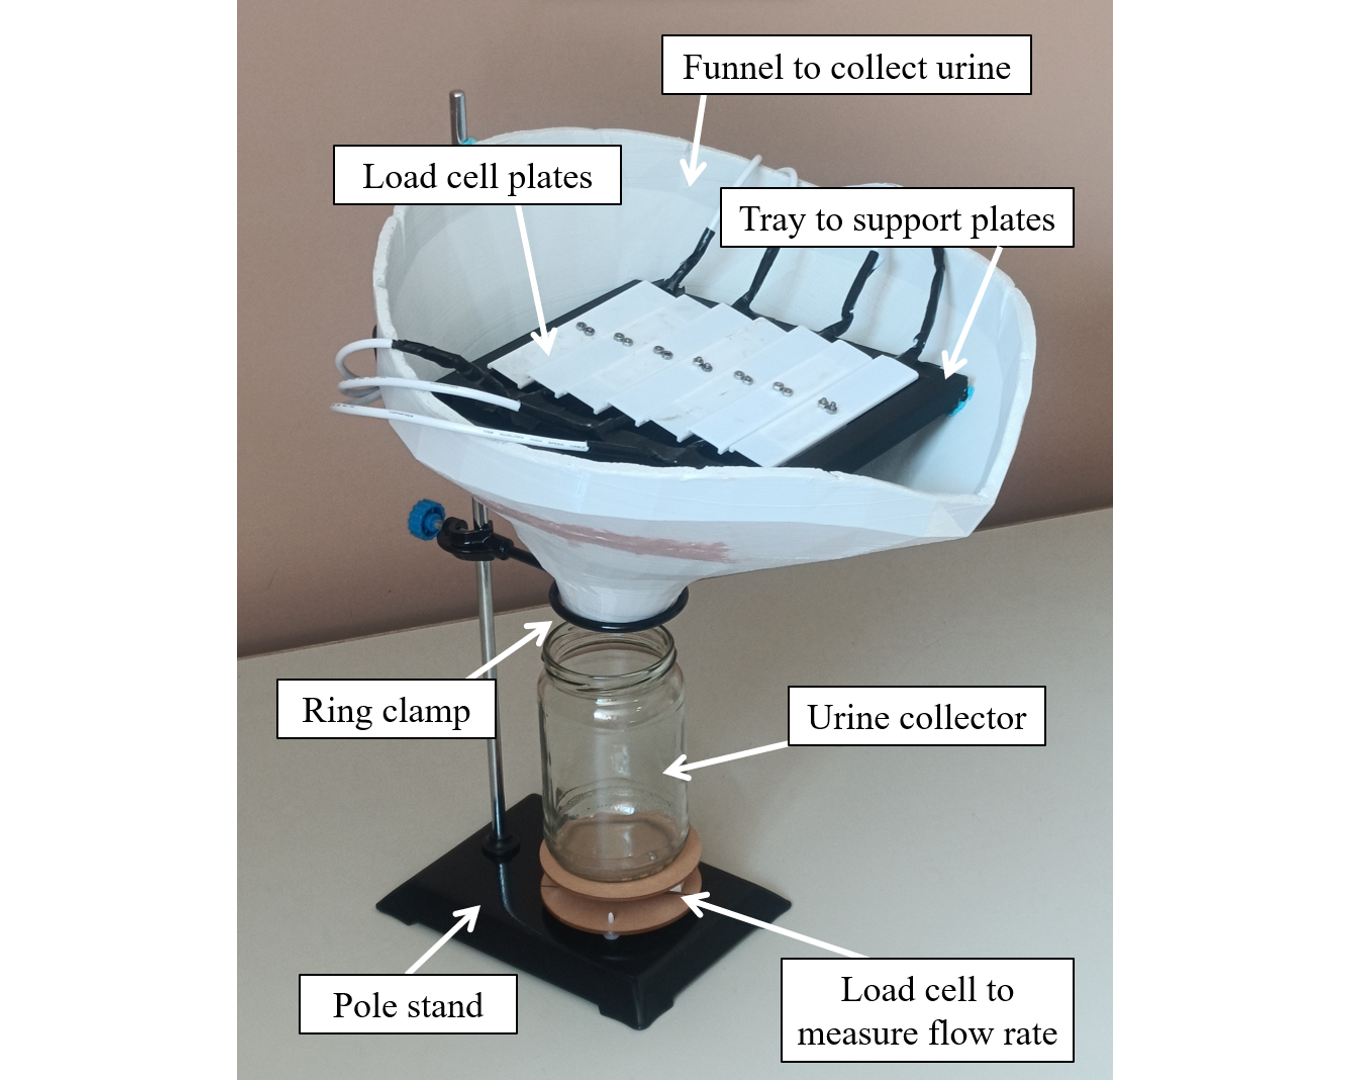 Funnel to collect urine
Load cell plates
Tray to support plates
Ring clamp
Urine collector
Pole stand
Load cell to
measure flow rate